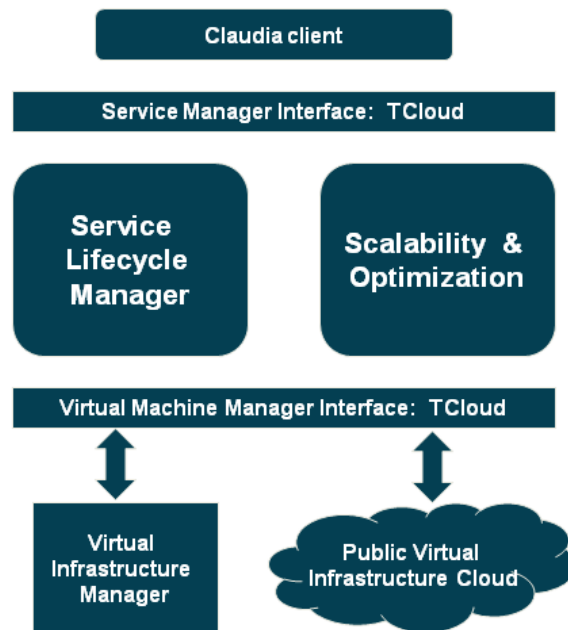 Claudia client
Service Manager Interface: TCloud
Service
Lifecycle
Manager
Scalability &
Optimization
Virtual Machine Manager Interface: TCloud
Virtual
Infrastructure
Manager
Public Virtual
Infrastructure Cloud